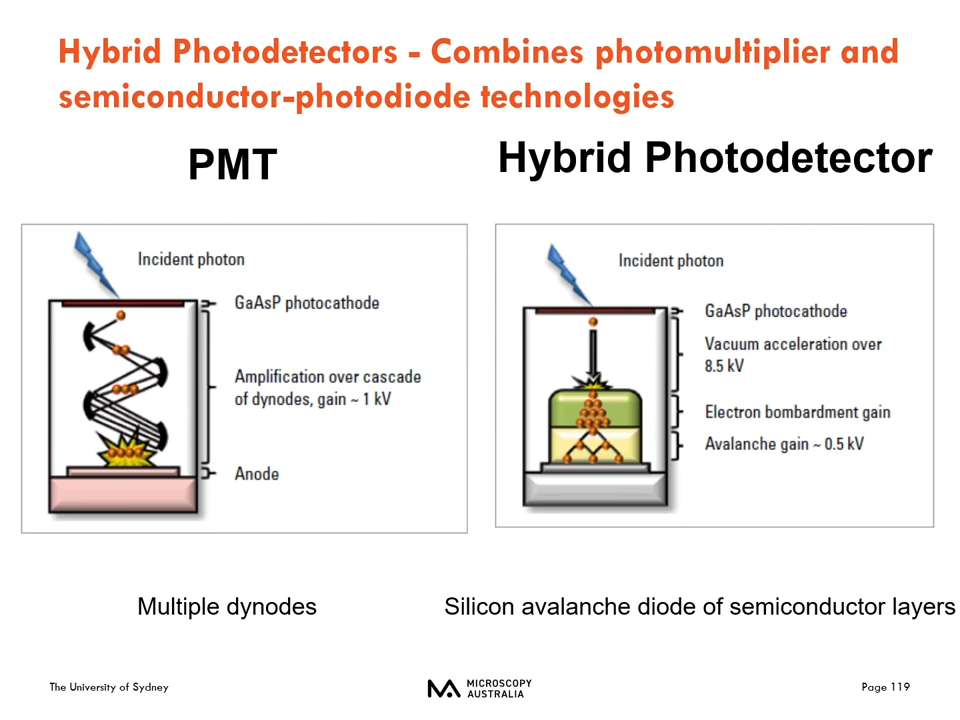 Hybrid Photodetectors - Combines photomultiplier and
semiconductor-photodiode technologies
PMT
Incident photon
GaAsP photocathode
Amplification over cascade
of dynodes, gain ~ 1 kV
Anode
Multiple dynodes
Hybrid Photodetector
Incident photon
GaAsP photocathode
Vacuum acceleration over
8.5 kV
Electron bombardment gain
Avalanche gain ~ 0.5 kV
Silicon avalanche diode of semiconductor layers
The University of Sydney
MICROSCOPY
AUSTRALIA
Page 119